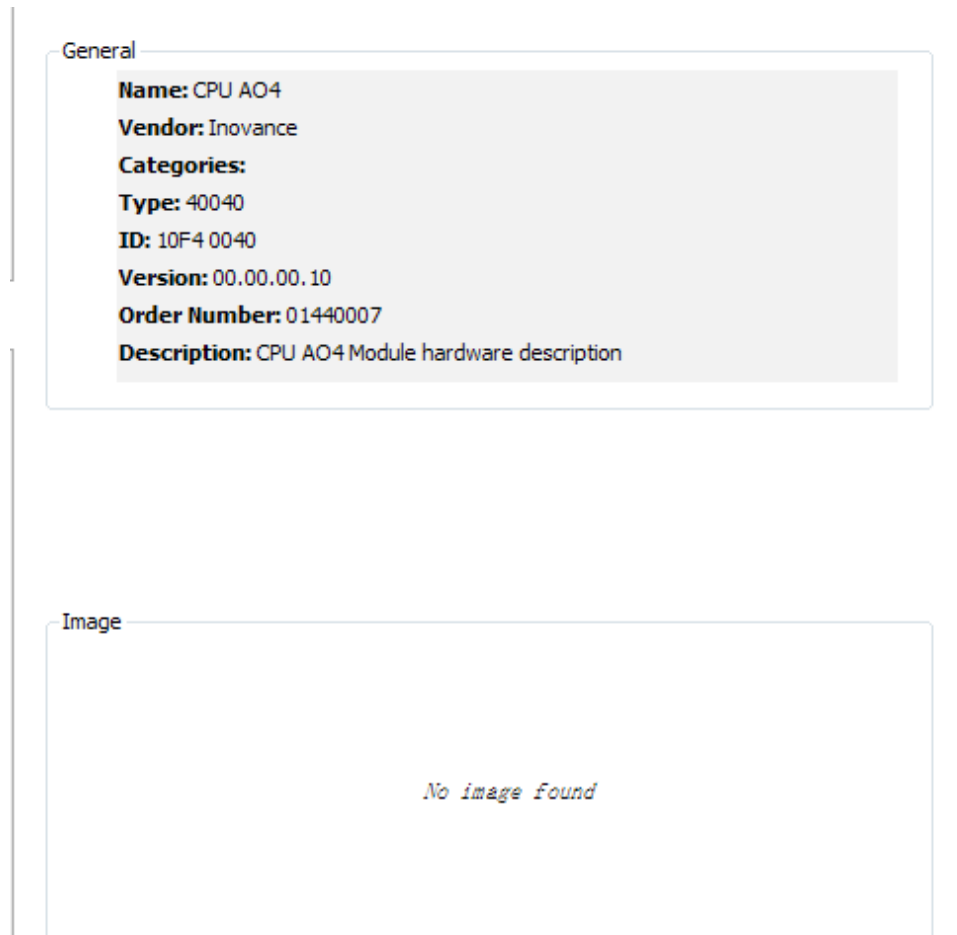 General
Name: CPU AO4
Vendor: Inovance
Categories:
Type: 40040
ID: 10F4 0040
Version: 00.00.00.10
Order Number: 01440007
Description: CPU AO4 Module hardware description
Image
No image found